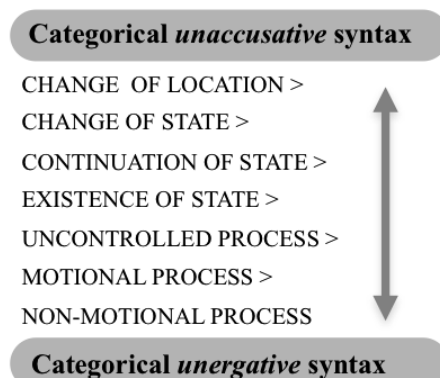 Categorical unaccusative syntax
CHANGE OF LOCATION >
CHANGE OF STATE >
CONTINUATION OF STATE >
EXISTENCE OF STATE >
UNCONTROLLED PROCESS >
MOTIONAL PROCESS >
NON-MOTIONAL PROCESS
Categorical unergative syntax